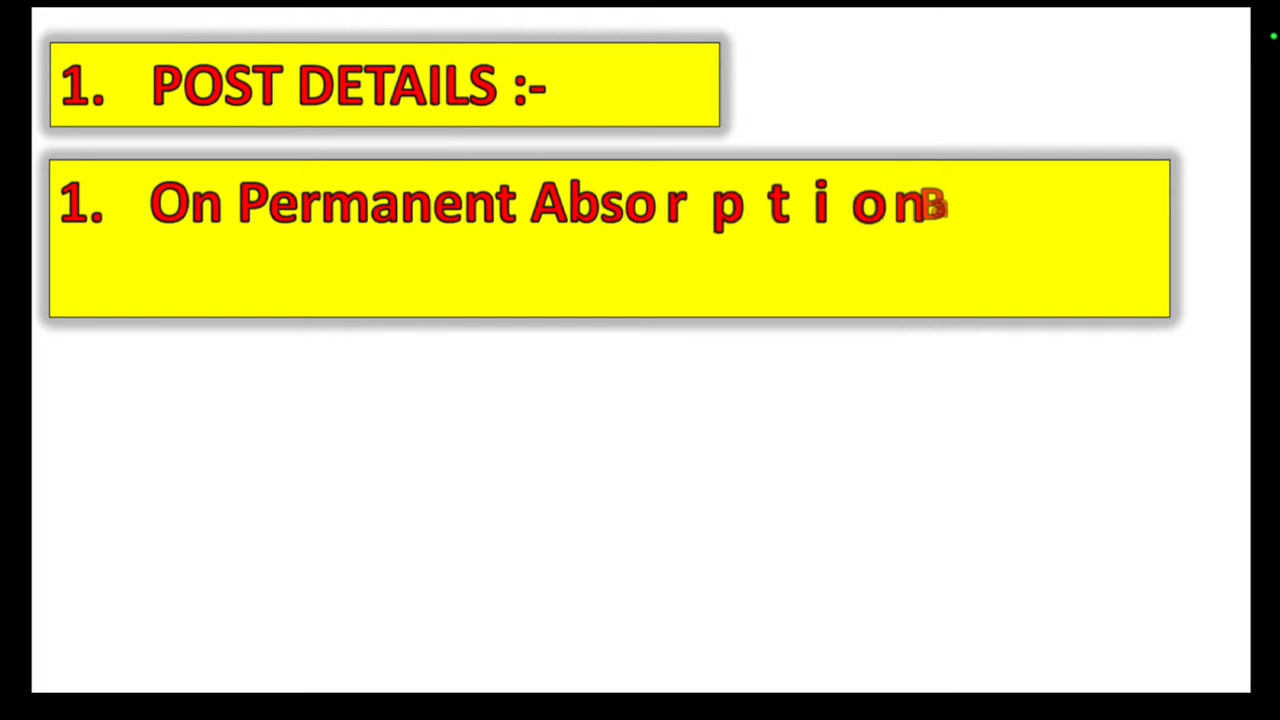 1. POST DETAILS :-
1. On Permanent Absorption